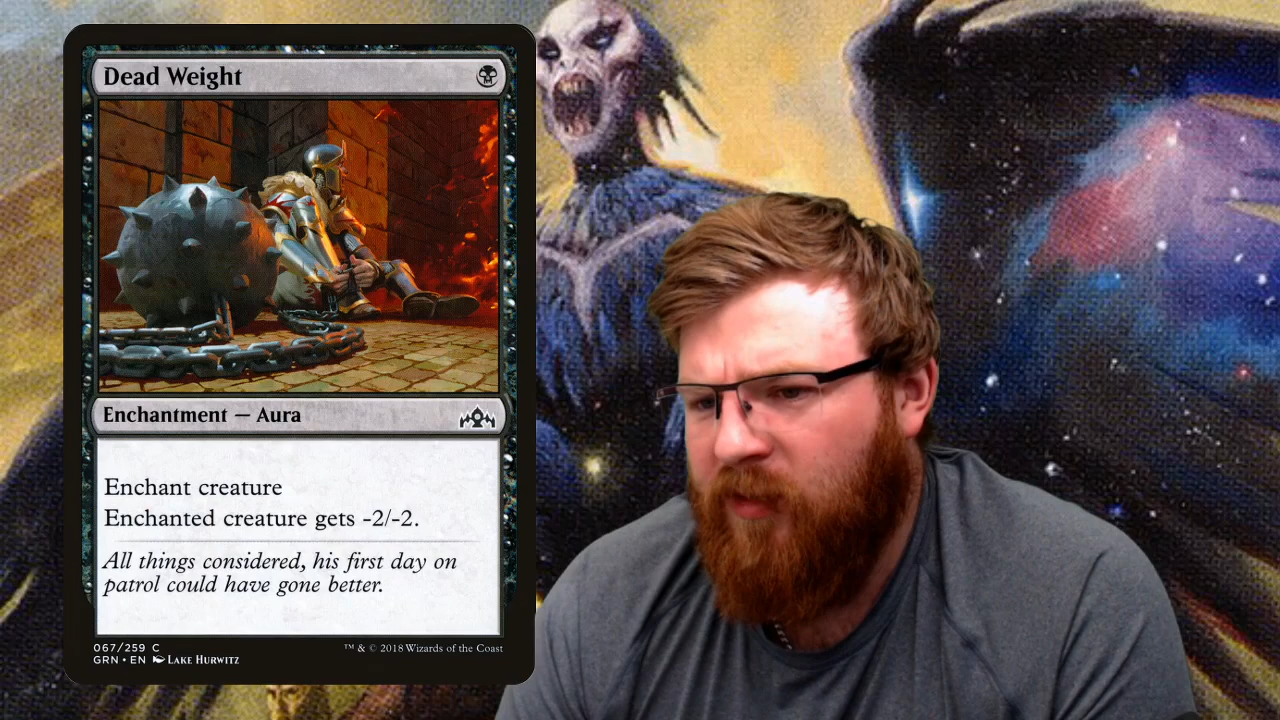 Dead Weight
Enchantment — Aura
Enchant creature
Enchanted creature gets -2/-2.
All things considered, his first day on
patrol could have gone better.
067/259 C
GRN • EN LAKE HURWITZ
™ & © 2018 Wizards of the Coast